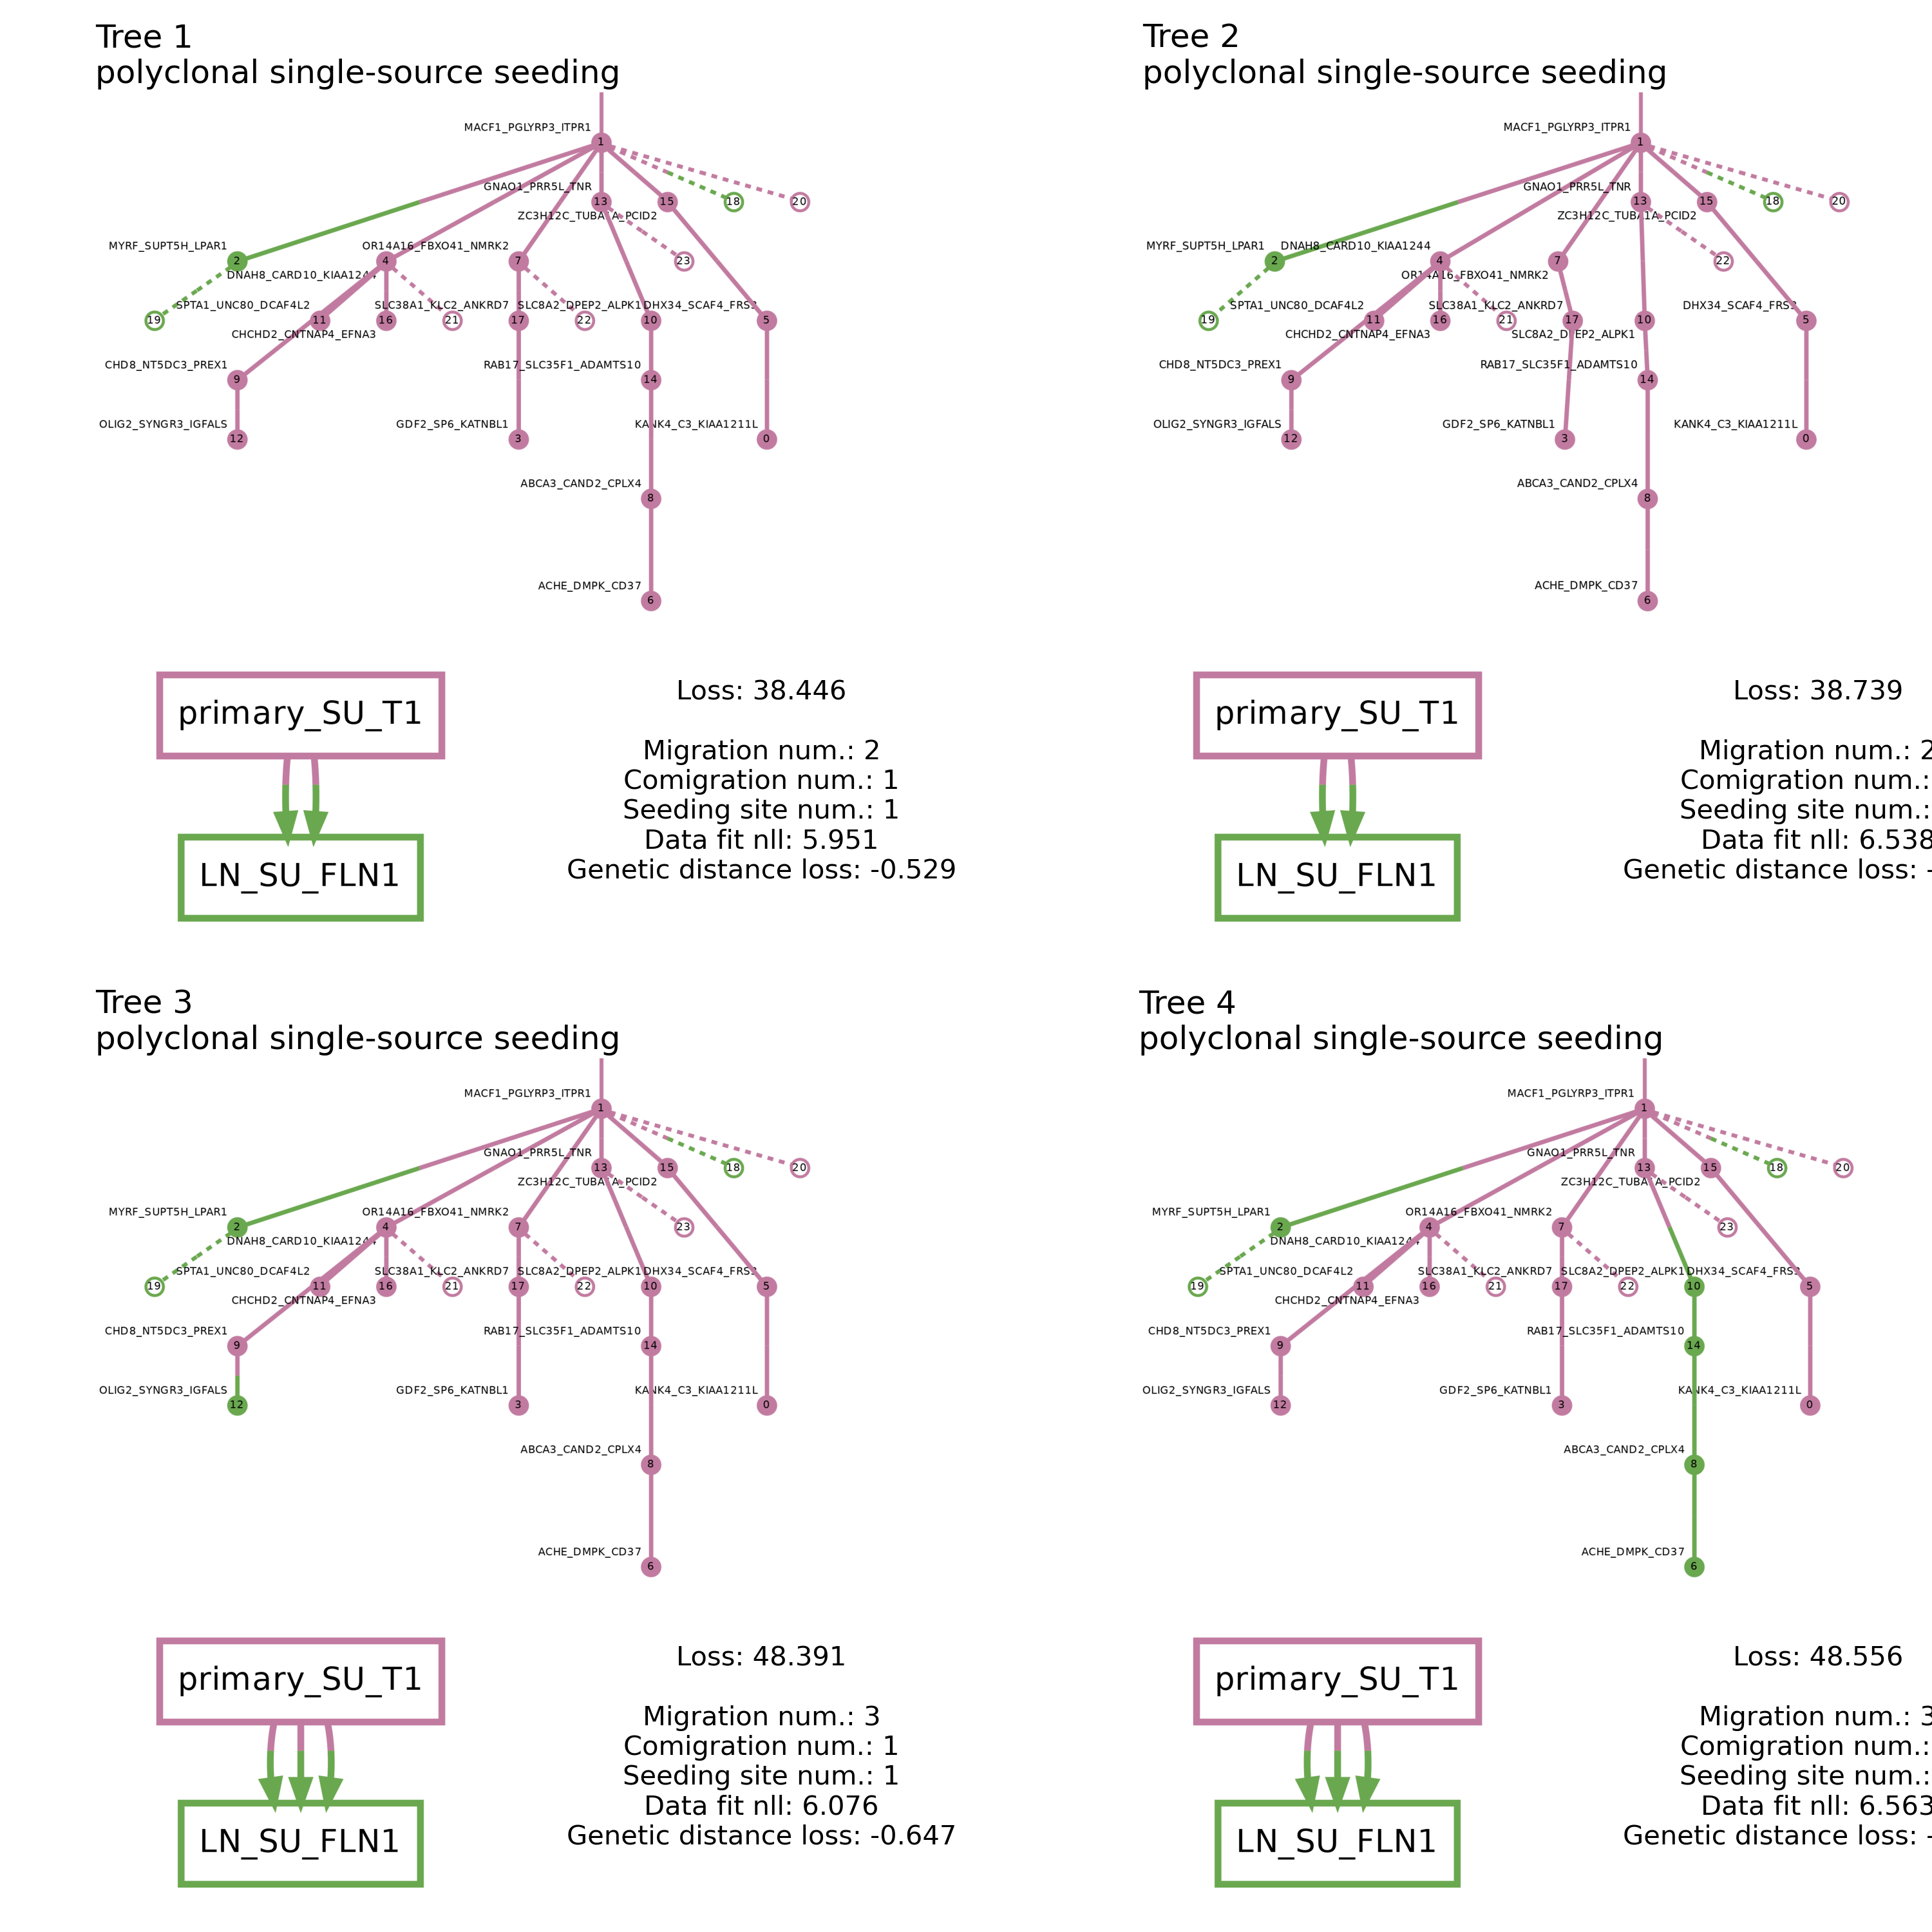 Tree 1
polyclonal single-source seeding
MACF1_PGLYRP3_ITPR1
1
GNAO1_PRR5L_TNR
13
15
18
20
ZC3H12C_TUBA1A_PCID2
MYRF_SUPT5H_LPAR1
2
OR14A16_FBXO41_NMRK2
4
7
23
DNAH8_CARD10_KIAA1244
SPTA1_UNC80_DCAF4L2
SLC38A1_KLC2_ANKRD7
SLC8A2_DPEP2_ALPK1
DHX34_SCAF4_FRS3
19
11
16
21
17
22
10
5
CHCHD2_CNTNAP4_EFNA3
CHD8_NT5DC3_PREX1
9
RAB17_SLC35F1_ADAMTS10
14
OLIG2_SYNGR3_IGFALS
12
GDF2_SP6_KATNBL1
3
KANK4_C3_KIAA1211L
0
ABCA3_CAND2_CPLX4
8
ACHE_DMPK_CD37
6
primary_SU_T1
LN_SU_FLN1
Loss: 38.446
Migration num.: 2
Comigration num.: 1
Seeding site num.: 1
Data fit nll: 5.951
Genetic distance loss: -0.529
Tree 2
polyclonal single-source seeding
MACF1_PGLYRP3_ITPR1
1
GNAO1_PRR5L_TNR
13
15
18
20
ZC3H12C_TUBA1A_PCID2
MYRF_SUPT5H_LPAR1
2
DNAH8_CARD10_KIAA1244
4
7
22
OR14A16_FBXO41_NMRK2
SPTA1_UNC80_DCAF4L2
SLC38A1_KLC2_ANKRD7
DHX34_SCAF4_FRS3
19
11
16
21
17
10
5
CHCHD2_CNTNAP4_EFNA3
SLC8A2_DPEP2_ALPK1
CHD8_NT5DC3_PREX1
9
RAB17_SLC35F1_ADAMTS10
14
OLIG2_SYNGR3_IGFALS
12
GDF2_SP6_KATNBL1
3
KANK4_C3_KIAA1211L
0
ABCA3_CAND2_CPLX4
8
ACHE_DMPK_CD37
6
primary_SU_T1
LN_SU_FLN1
Loss: 38.739
Migration num.: 2
Comigration num.:
Seeding site num.:
Data fit nll: 6.538
Genetic distance loss: -
Tree 3
polyclonal single-source seeding
MACF1_PGLYRP3_ITPR1
1
GNAO1_PRR5L_TNR
13
15
18
20
ZC3H12C_TUBA1A_PCID2
MYRF_SUPT5H_LPAR1
2
OR14A16_FBXO41_NMRK2
4
7
23
DNAH8_CARD10_KIAA1244
SPTA1_UNC80_DCAF4L2
SLC38A1_KLC2_ANKRD7
SLC8A2_DPEP2_ALPK1
DHX34_SCAF4_FRS3
19
11
16
21
17
22
10
5
CHCHD2_CNTNAP4_EFNA3
CHD8_NT5DC3_PREX1
9
RAB17_SLC35F1_ADAMTS10
14
OLIG2_SYNGR3_IGFALS
12
GDF2_SP6_KATNBL1
3
KANK4_C3_KIAA1211L
0
ABCA3_CAND2_CPLX4
8
ACHE_DMPK_CD37
6
primary_SU_T1
LN_SU_FLN1
Loss: 48.391
Migration num.: 3
Comigration num.: 1
Seeding site num.: 1
Data fit nll: 6.076
Genetic distance loss: -0.647
Tree 4
polyclonal single-source seeding
MACF1_PGLYRP3_ITPR1
1
GNAO1_PRR5L_TNR
13
15
18
20
ZC3H12C_TUBA1A_PCID2
MYRF_SUPT5H_LPAR1
2
OR14A16_FBXO41_NMRK2
4
7
23
DNAH8_CARD10_KIAA1244
SPTA1_UNC80_DCAF4L2
SLC38A1_KLC2_ANKRD7
SLC8A2_DPEP2_ALPK1
DHX34_SCAF4_FRS3
19
11
16
21
17
22
10
5
CHCHD2_CNTNAP4_EFNA3
CHD8_NT5DC3_PREX1
9
RAB17_SLC35F1_ADAMTS10
14
OLIG2_SYNGR3_IGFALS
12
GDF2_SP6_KATNBL1
3
KANK4_C3_KIAA1211L
0
ABCA3_CAND2_CPLX4
8
ACHE_DMPK_CD37
6
primary_SU_T1
LN_SU_FLN1
Loss: 48.556
Migration num.: 3
Comigration num.:
Seeding site num.:
Data fit nll: 6.563
Genetic distance loss: -